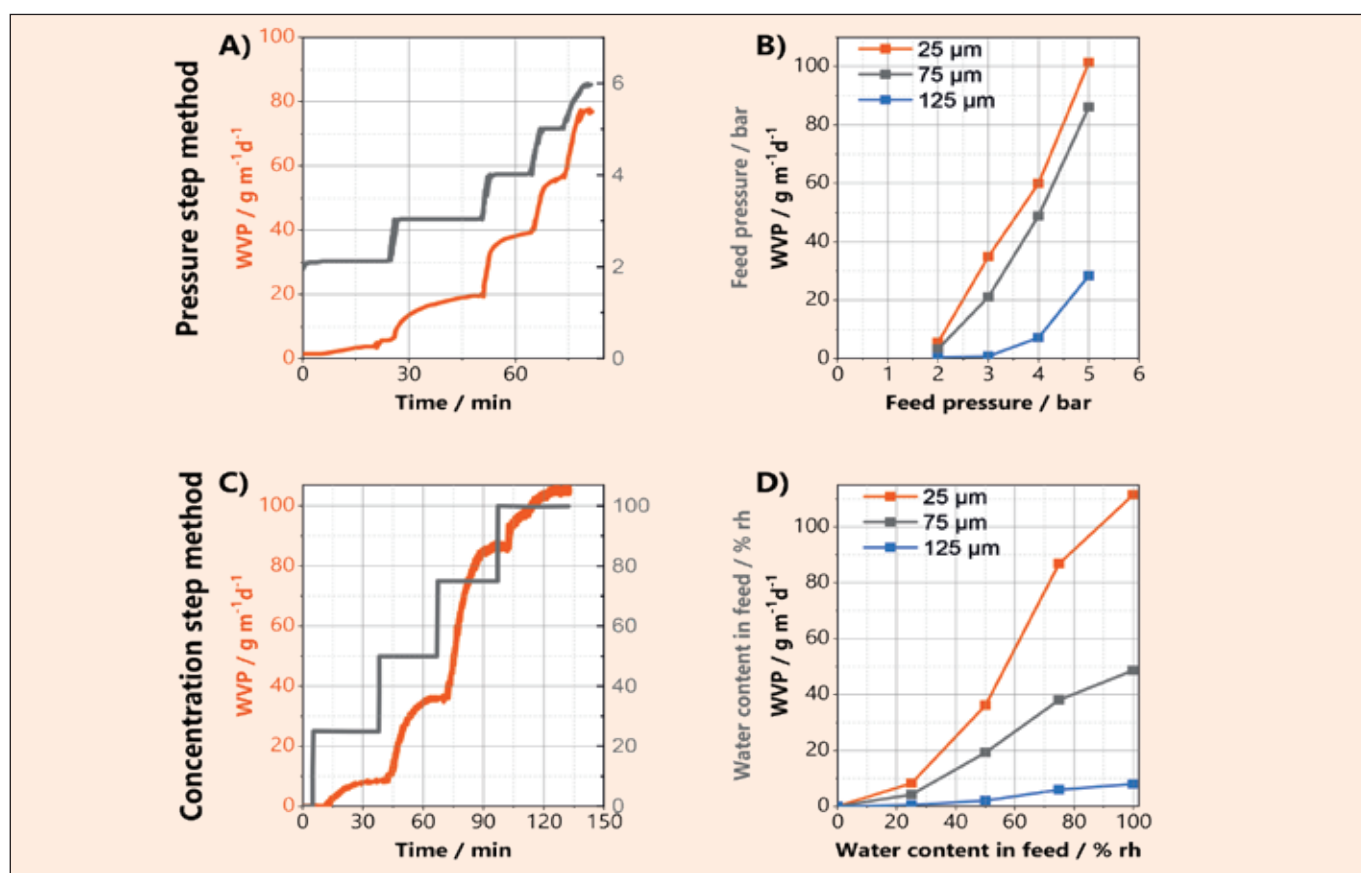 Pressure step method
A)
WVP / g m⁻¹d⁻¹
100
80
60
40
20
0
6
4
2
0
0 30 60
Time / min
Feed pressure / bar
B)
WVP / g m⁻¹d⁻¹
25 µm
75 µm
125 µm
100
80
60
40
20
0
0 1 2 3 4 5 6
Feed pressure / bar
Concentration step method
C)
WVP / g m⁻¹d⁻¹
100
80
60
40
20
0
100
80
60
40
20
0
0 30 60 90 120 150
Time / min
Water content in feed / % rh
D)
WVP / g m⁻¹d⁻¹
25 µm
75 µm
125 µm
100
80
60
40
20
0
0 20 40 60 80 100
Water content in feed / % rh